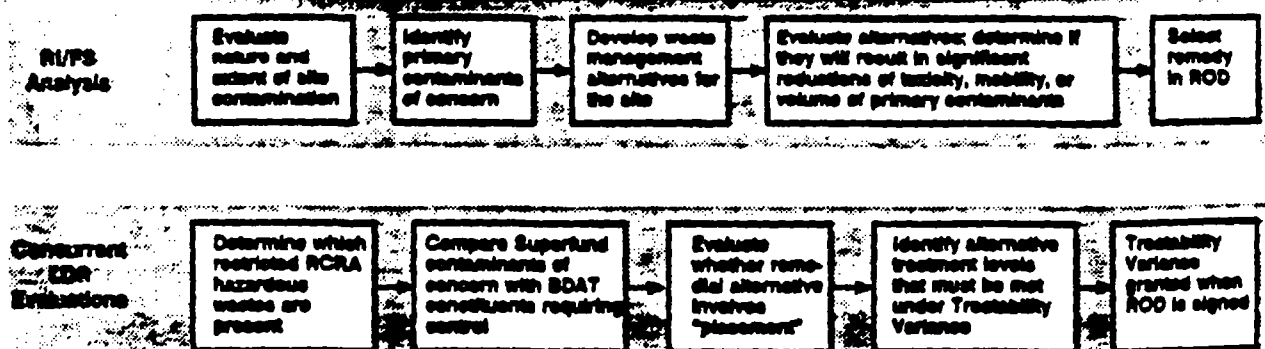 RI/FS
Analysis
Evaluate
nature and
extent of site
contamination
Identify
primary
contaminants
of concern
Develop waste
management
alternatives for
the site
Evaluate alternatives; determine if
they will result in significant
reductions of toxicity, mobility, or
volume of primary contaminants
Select
remedy
in ROD
Concurrent
LDR
Evaluations
Determine which
restricted RCRA
hazardous
wastes are
present
Compare Superfund
contaminants of
concern with BDAT
constituents requiring
control
Evaluate
whether reme-
dial alternative
involves
"placement"
Identify alternative
treatment levels
that must be met
under Treatability
Variance
Treatability
Variance
granted when
ROD is signed